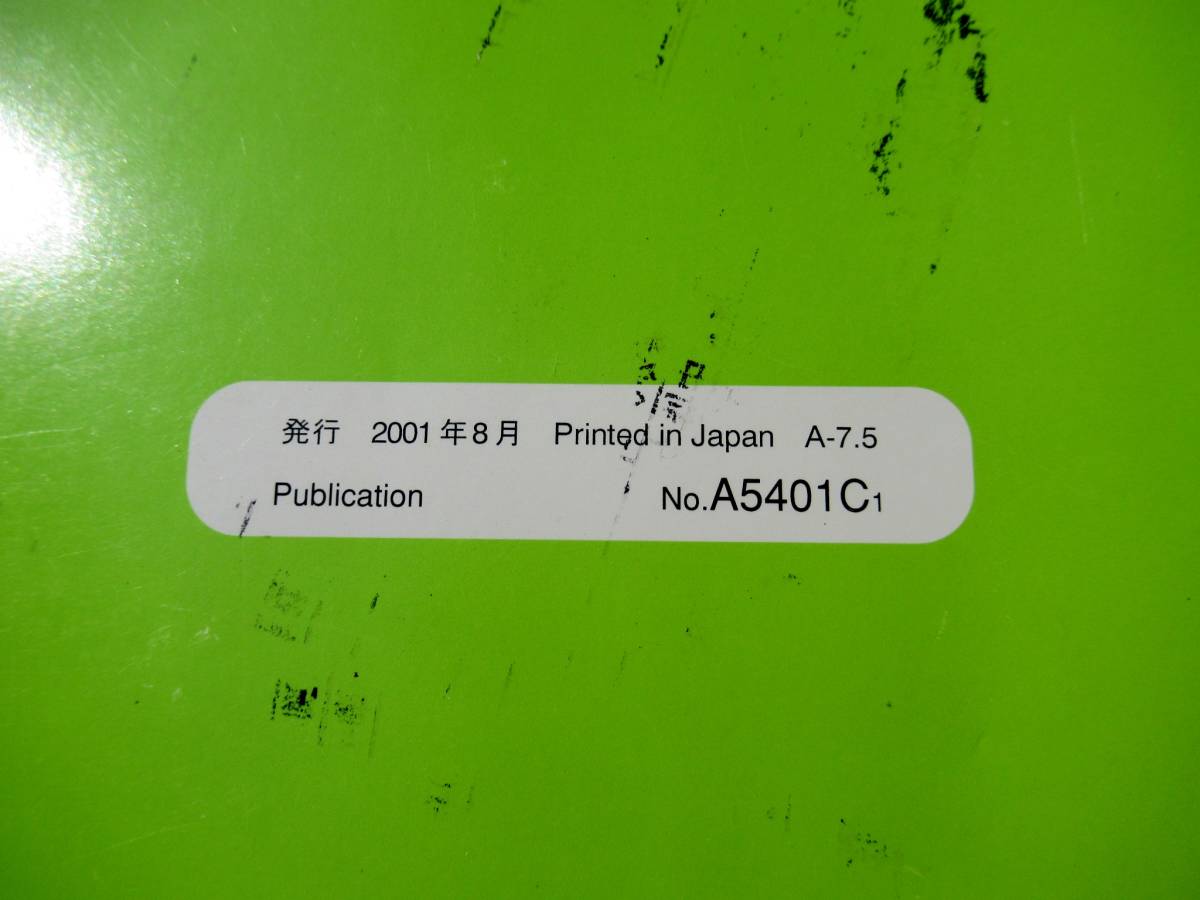 発行 2001年8月 Printed in Japan A-7.5
Publication No.A5401C1